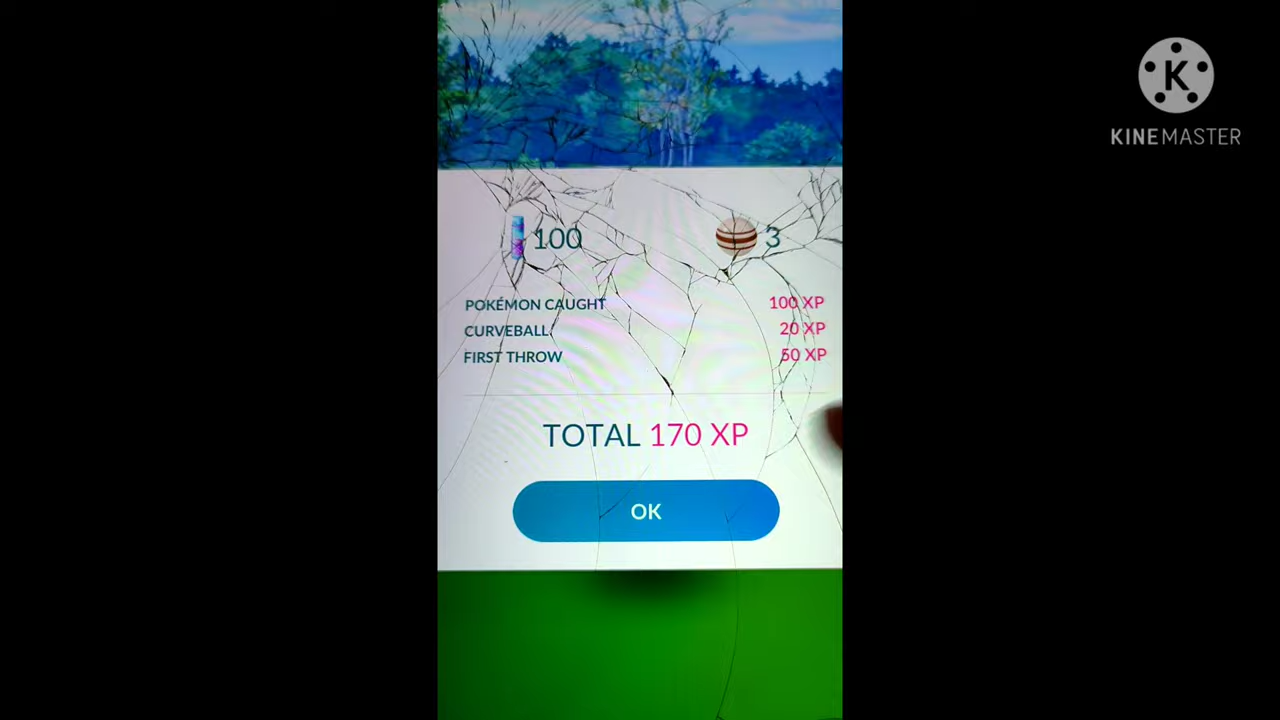 K
KINEMASTER
100
3
POKÉMON CAUGHT 100 XP
CURVEBALL 20 XP
FIRST THROW 50 XP
TOTAL 170 XP
OK